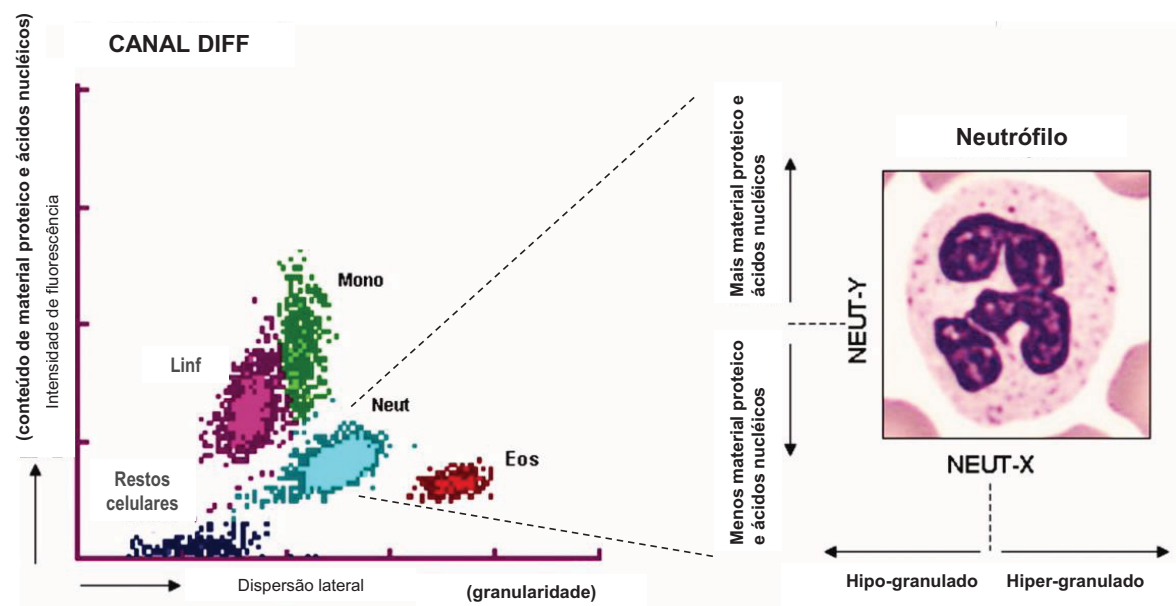 CANAL DIFF
(conteúdo de material proteico e ácidos nucléicos)
Intensidade de fluorescência
Mono
Linf
Neut
Eos
Restos
celulares
Dispersão lateral
(granularidade)
Mais material proteico e
ácidos nucléicos
Menos material proteico
e ácidos nucléicos
NEUT-Y
Neutrófilo
NEUT-X
Hipo-granulado
Hiper-granulado